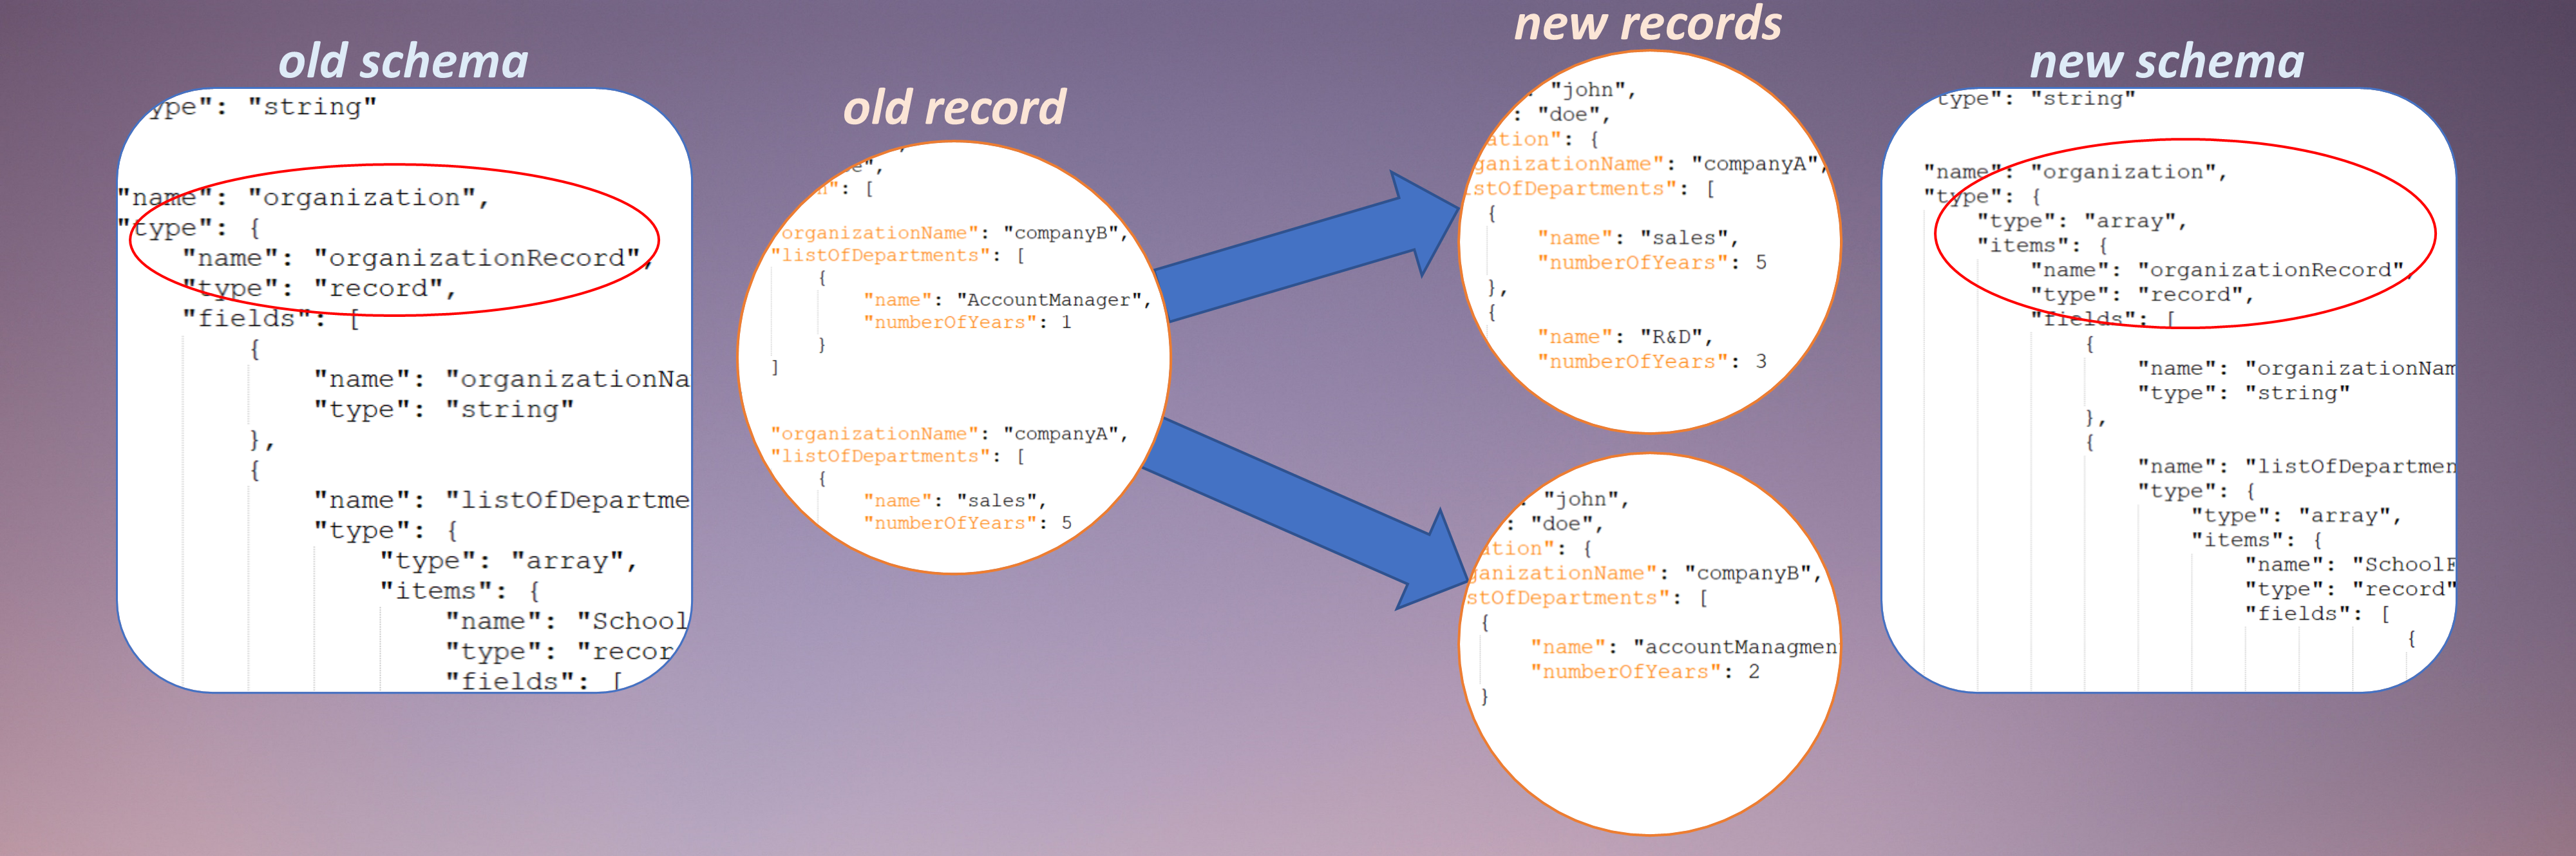 old schema
ype": "string"
"name": "organization",
"type": {
"name": "organizationRecord",
"type": "record",
"fields": [
{
"name": "organizationNa
"type": "string"
},
{
"name": "listOfDepartme
"type": {
"type": "array",
"items": {
"name": "School
"type": "recor
"fields": [
old record
e",
": [
organizationName": "companyB",
"listOfDepartments": [
{
"name": "AccountManager",
"numberOfYears": 1
}
]
"organizationName": "companyA",
"listOfDepartments": [
{
"name": "sales",
"numberOfYears": 5
new records
"john",
: "doe",
ation": {
ganizationName": "companyA",
istOfDepartments": [
{
"name": "sales",
"numberOfYears": 5
},
{
"name": "R&D",
"numberOfYears": 3
"john",
: "doe",
ation": {
ganizationName": "companyB",
stOfDepartments": [
{
"name": "accountManagmen
"numberOfYears": 2
}
new schema
type": "string"
"name": "organization",
"type": {
"type": "array",
"items": {
"name": "organizationRecord",
"type": "record",
"fields": [
{
"name": "organizationNam
"type": "string"
},
{
"name": "listOfDepartmen
"type": {
"type": "array",
"items": {
"name": "SchoolF
"type": "record"
"fields": [
{